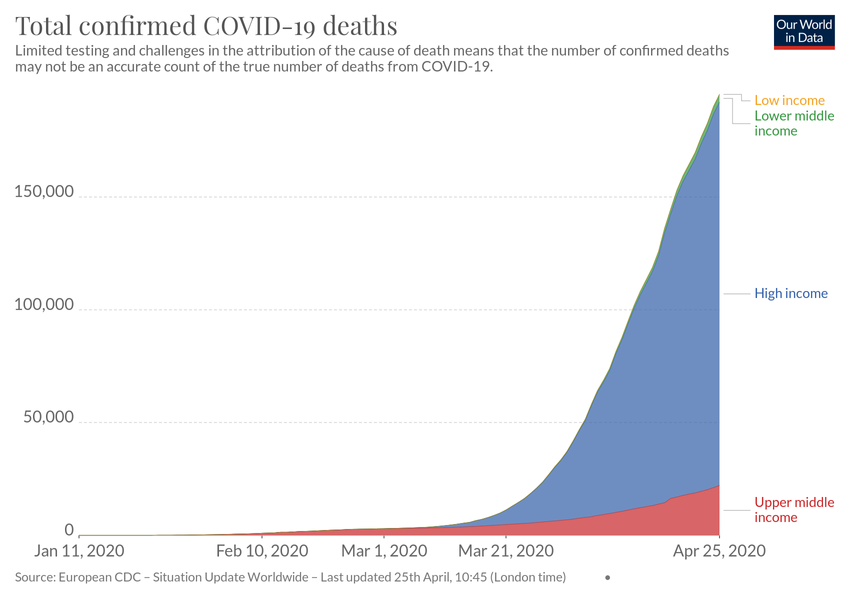 Total confirmed COVID-19 deaths
Our World
in Data
Limited testing and challenges in the attribution of the cause of death means that the number of confirmed deaths
may not be an accurate count of the true number of deaths from COVID-19.
Low income
Lower middle
income
150,000
100,000
High income
50,000
Upper middle
income
0
Jan 11, 2020
Feb 10, 2020
Mar 1, 2020
Mar 21, 2020
Apr 25, 2020
Source: European CDC – Situation Update Worldwide – Last updated 25th April, 10:45 (London time)
•